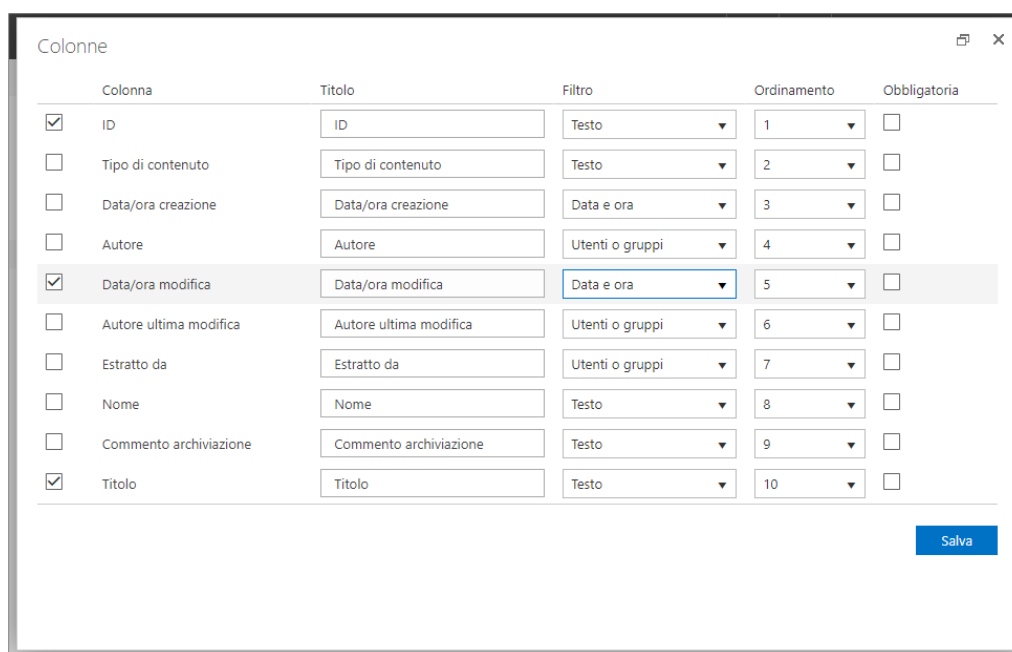 Colonne
Colonna Titolo Filtro Ordinamento Obbligatoria
ID ID Testo 1
Tipo di contenuto Tipo di contenuto Testo 2
Data/ora creazione Data/ora creazione Data e ora 3
Autore Autore Utenti o gruppi 4
Data/ora modifica Data/ora modifica Data e ora 5
Autore ultima modifica Autore ultima modifica Utenti o gruppi 6
Estratto da Estratto da Utenti o gruppi 7
Nome Nome Testo 8
Commento archiviazione Commento archiviazione Testo 9
Titolo Titolo Testo 10
Salva